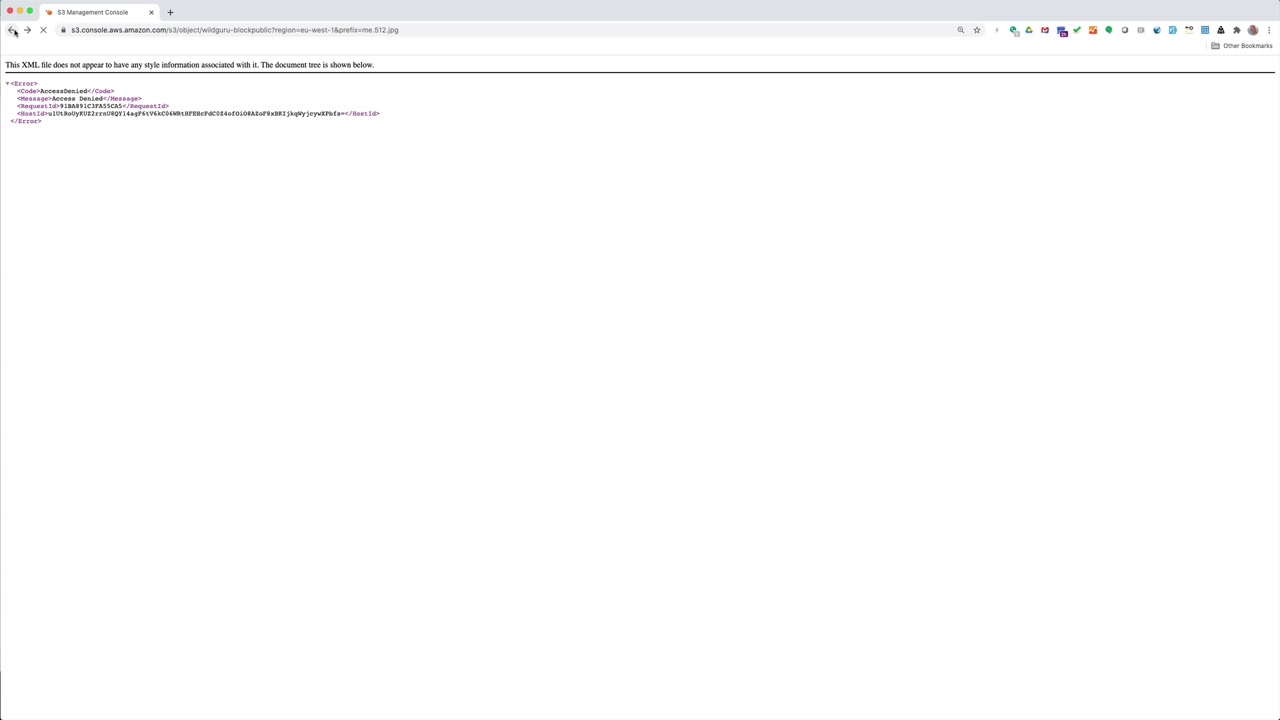 S3 Management Console
s3.console.aws.amazon.com/s3/object/wildguru-blockpublic?region=eu-west-1&prefix=me.512.jpg
Other Bookmarks
This XML file does not appear to have any style information associated with it. The document tree is shown below.
<Error>
<Code>AccessDenied</Code>
<Message>Access Denied</Message>
<RequestId>91BA891C3FA55CA5</RequestId>
<HostId>ulUtRoUyKUZ2rrnU8QYl4agF6tV6kC06WRtHFEHcFdC0Z4ofOiO8AZoF8xBKIjkqWyjcywXPbfs=</HostId>
</Error>